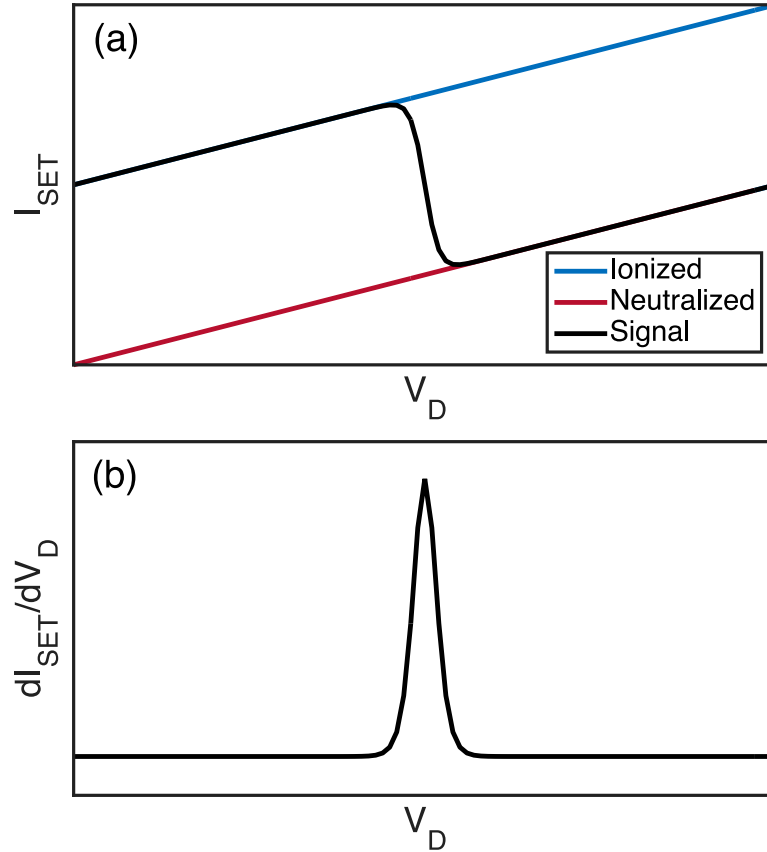 (a)
I_SET
Ionized
Neutralized
Signal
V_D
(b)
dI_SET/dV_D
V_D